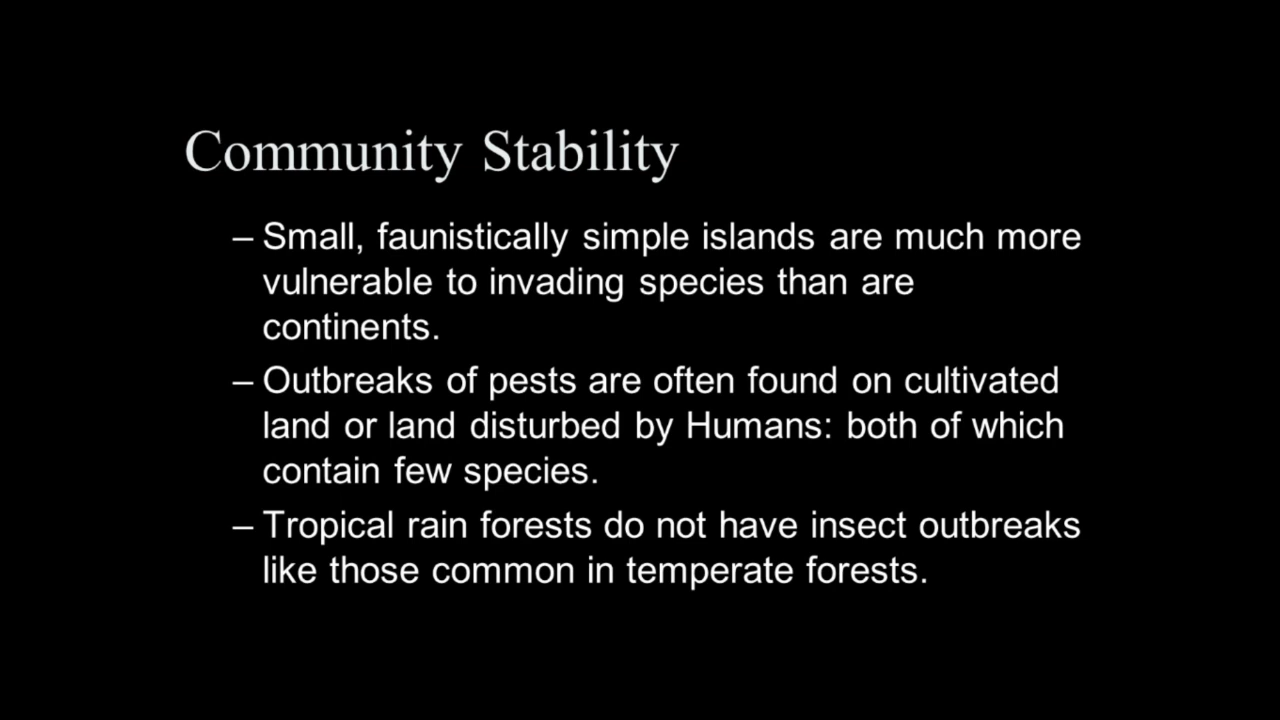 Community Stability
– Small, faunistically simple islands are much more
vulnerable to invading species than are
continents.
– Outbreaks of pests are often found on cultivated
land or land disturbed by Humans: both of which
contain few species.
– Tropical rain forests do not have insect outbreaks
like those common in temperate forests.